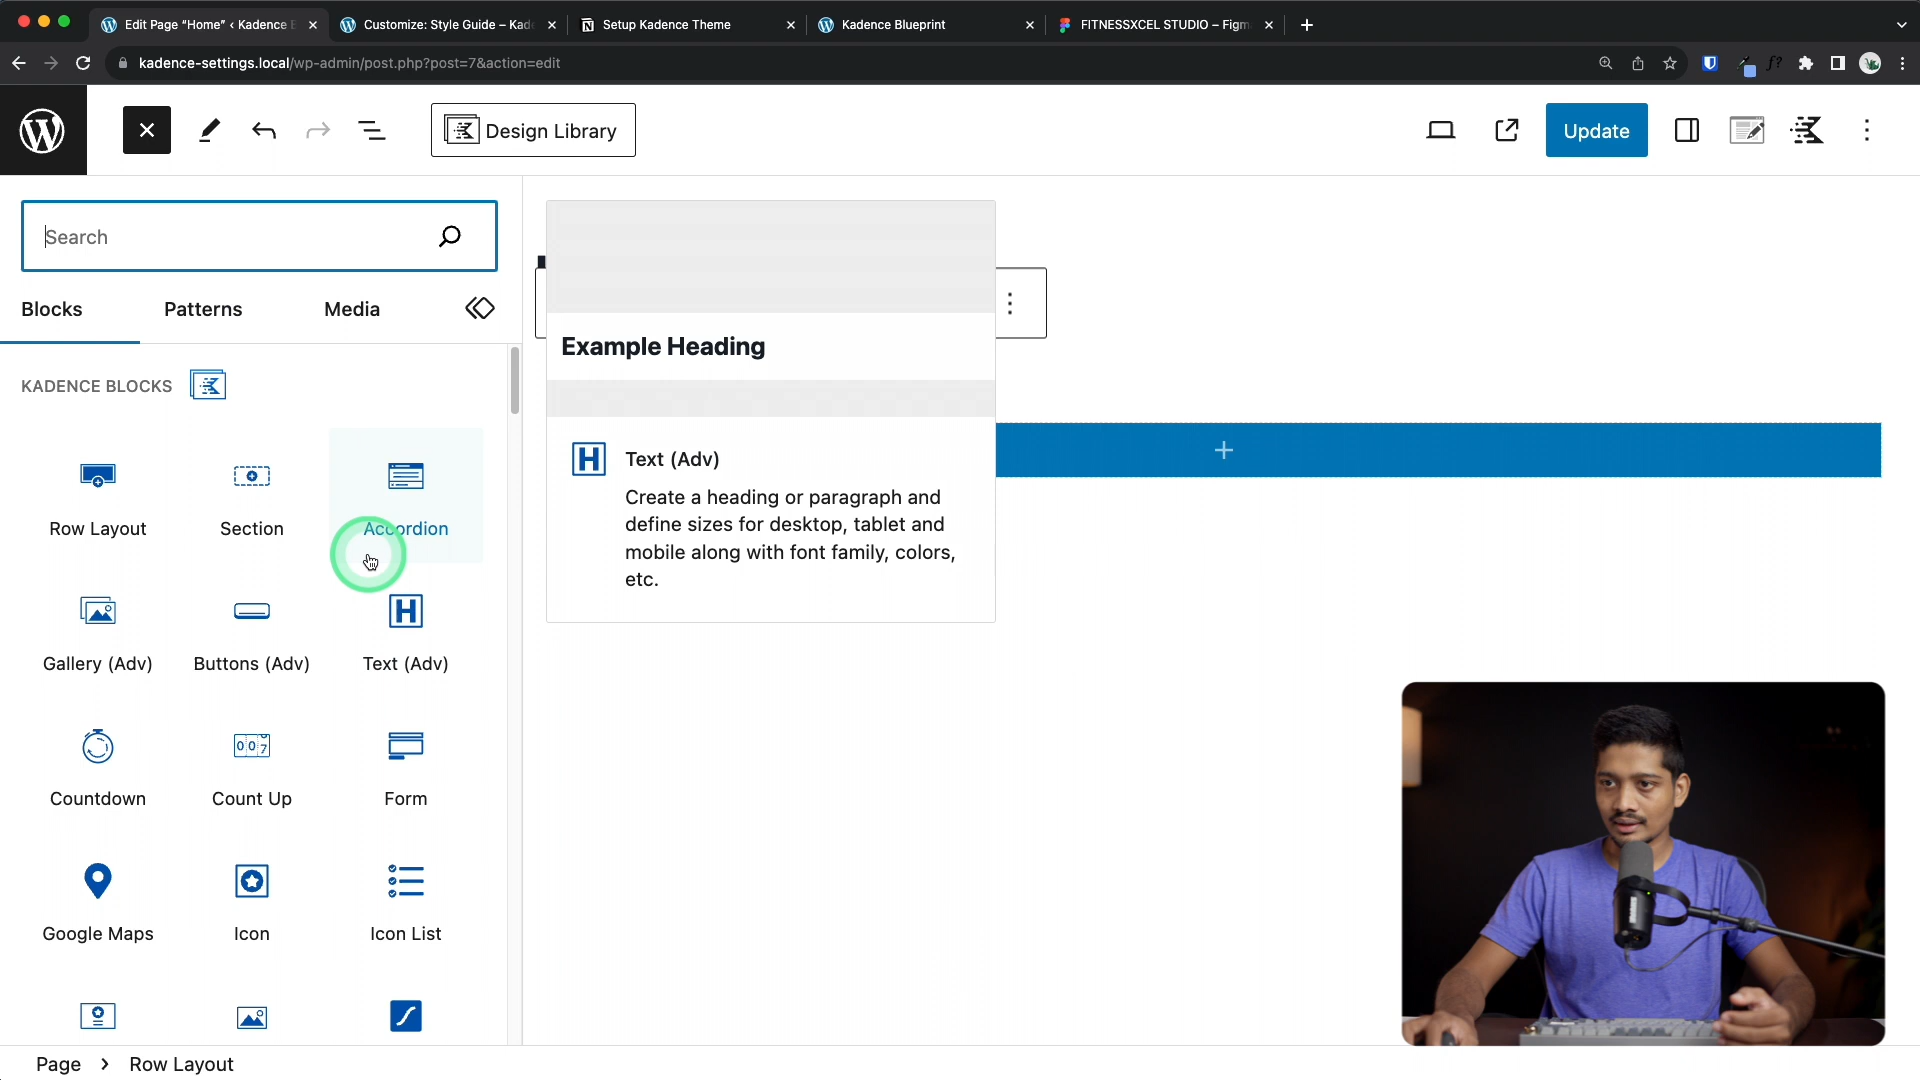 Edit Page “Home” ‹ Kadence
Customize: Style Guide – Kad
Setup Kadence Theme
Kadence Blueprint
FITNESSXCEL STUDIO – Figm
kadence-settings.local/wp-admin/post.php?post=7&action=edit
Design Library
Update
Search
Blocks
Patterns
Media
KADENCE BLOCKS
Row Layout
Section
Accordion
Gallery (Adv)
Buttons (Adv)
Text (Adv)
Countdown
Count Up
Form
Google Maps
Icon
Icon List
Example Heading
Text (Adv)
Create a heading or paragraph and
define sizes for desktop, tablet and
mobile along with font family, colors,
etc.
Page › Row Layout